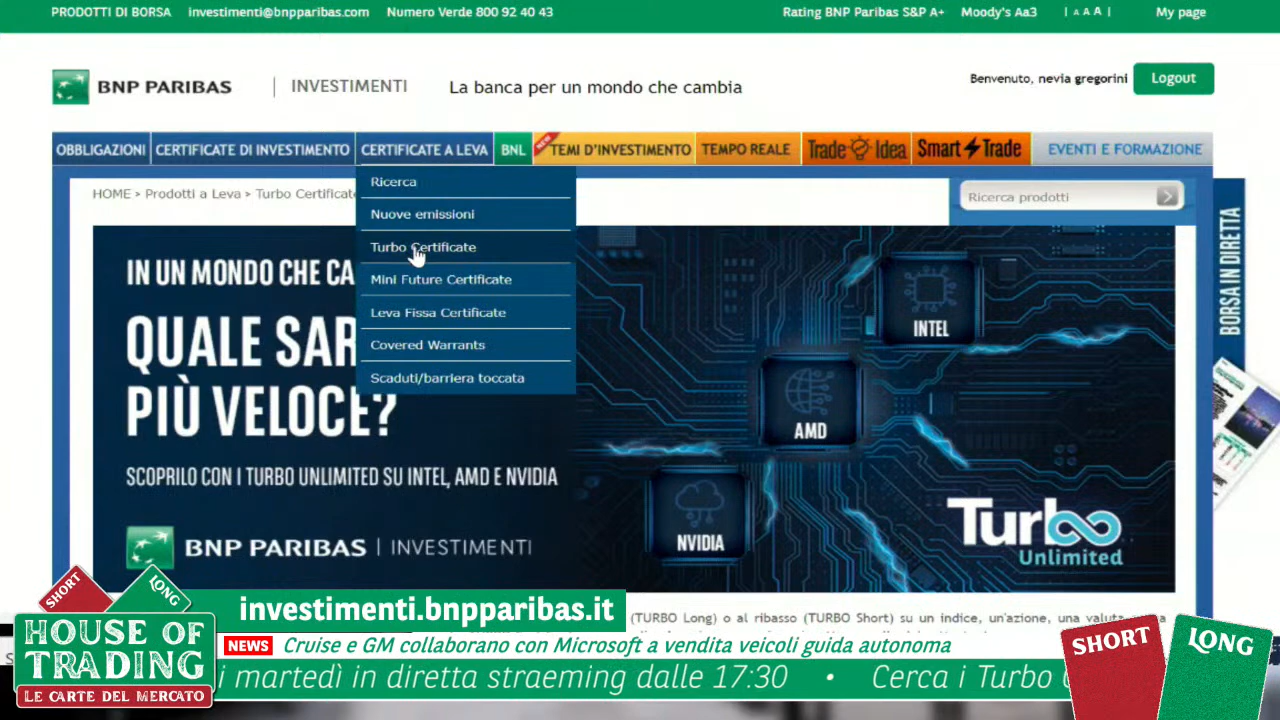 PRODOTTI DI BORSA investimenti@bnpparibas.com Numero Verde 800 92 40 43 Rating BNP Paribas S&P A+ Moody's Aa3 | A A A | My page
BNP PARIBAS | INVESTIMENTI La banca per un mondo che cambia
Benvenuto, nevia gregorini Logout
OBBLIGAZIONI CERTIFICATE DI INVESTIMENTO CERTIFICATE A LEVA BNL NEW TEMI D'INVESTIMENTO TEMPO REALE Trade Idea Smart Trade EVENTI E FORMAZIONE
HOME > Prodotti a Leva > Turbo Certificate
Ricerca prodotti
Ricerca
Nuove emissioni
Turbo Certificate
Mini Future Certificate
Leva Fissa Certificate
Covered Warrants
Scaduti/barriera toccata
BORSA IN DIRETTA
IN UN MONDO CHE CA
QUALE SAR
PIÙ VELOCE?
SCOPRILO CON I TURBO UNLIMITED SU INTEL, AMD E NVIDIA
BNP PARIBAS | INVESTIMENTI
INTEL
AMD
NVIDIA
Turbo
Unlimited
(TURBO Long) o al ribasso (TURBO Short) su un indice, un'azione, una valuta
SHORT LONG
HOUSE OF
TRADING
LE CARTE DEL MERCATO
investimenti.bnpparibas.it
NEWS Cruise e GM collaborano con Microsoft a vendita veicoli guida autonoma
i martedì in diretta straeming dalle 17:30 • Cerca i Turbo
SHORT LONG